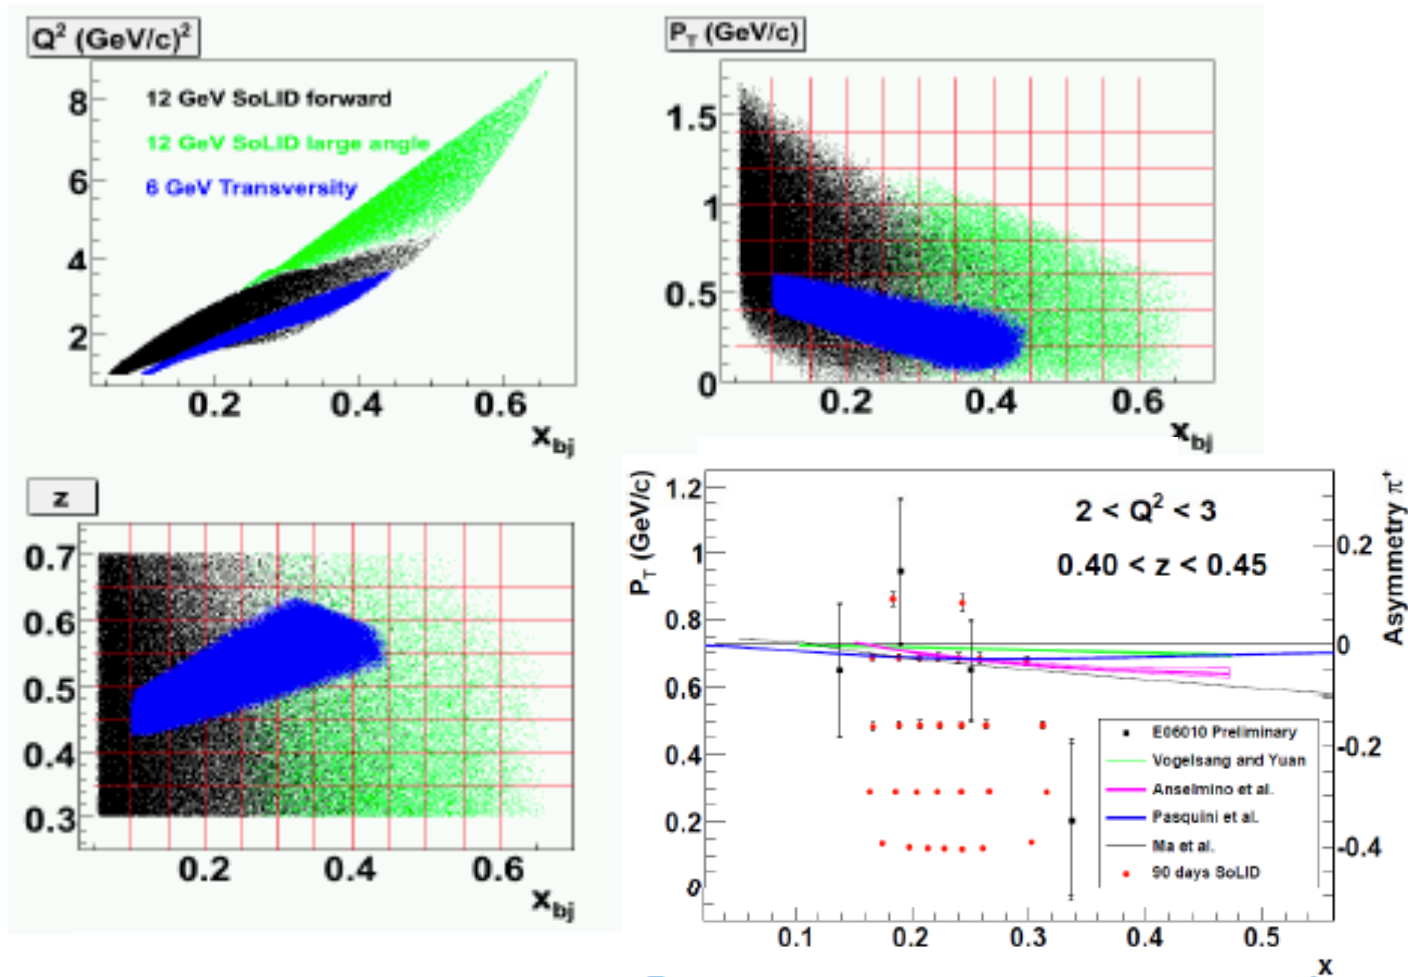 Q² (GeV/c)²
12 GeV SoLID forward
12 GeV SoLID large angle
6 GeV Transversity
8
6
4
2
0.2 0.4 0.6
x_bj
P_T (GeV/c)
1.5
1
0.5
0
0.2 0.4 0.6
x_bj
z
0.7
0.6
0.5
0.4
0.3
0.2 0.4 0.6
x_bj
P_T (GeV/c)
1.2
1
0.8
0.6
0.4
0.2
0
2 < Q² < 3
0.40 < z < 0.45
Asymmetry π⁺
0.2
0
-0.2
-0.4
E06010 Preliminary
Vogelsang and Yuan
Anselmino et al.
Pasquini et al.
Ma et al.
90 days SoLID
0.1 0.2 0.3 0.4 0.5
x